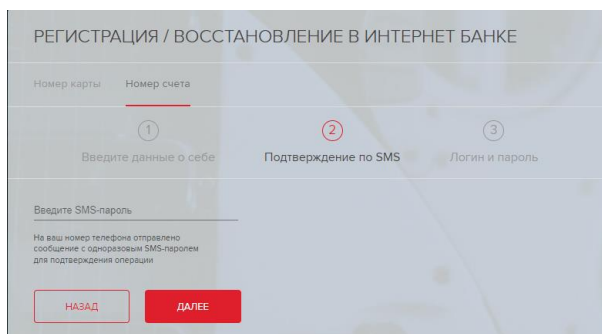 РЕГИСТРАЦИЯ / ВОССТАНОВЛЕНИЕ В ИНТЕРНЕТ БАНКЕ
Номер карты Номер счета
1 2 3
Введите данные о себе Подтверждение по SMS Логин и пароль
Введите SMS-пароль
На ваш номер телефона отправлено
сообщение с одноразовым SMS-паролем
для подтверждения операции
НАЗАД ДАЛЕЕ